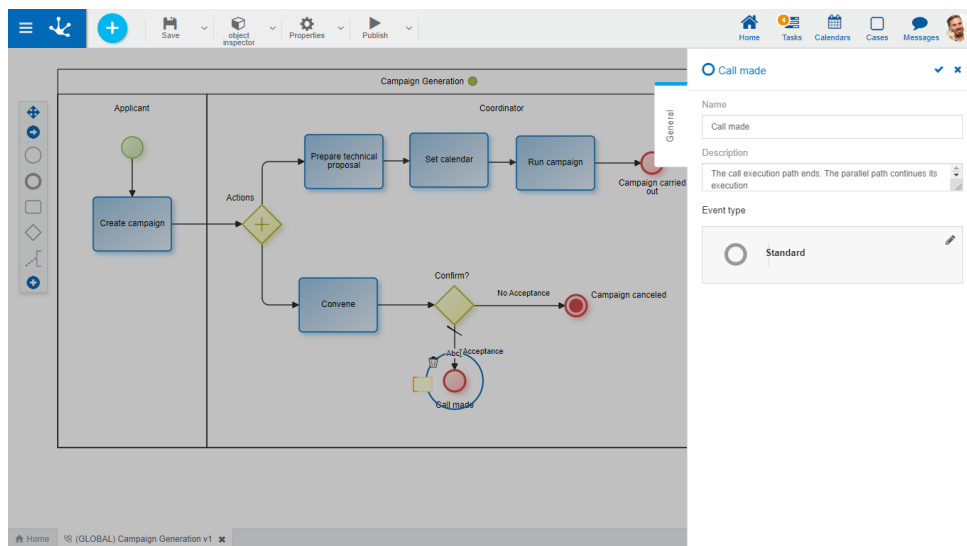 Save
object
inspector
Properties
Publish
Home
4
Tasks
Calendars
Cases
Messages
Campaign Generation
Applicant
Coordinator
Create campaign
Actions
Prepare technical
proposal
Set calendar
Run campaign
Campaign carried
out
Convene
Confirm?
No Acceptance
Campaign canceled
Abc
Acceptance
Call made
General
Call made
Name
Call made
Description
The call execution path ends. The parallel path continues its
execution
Event type
Standard
Home
(GLOBAL) Campaign Generation v1